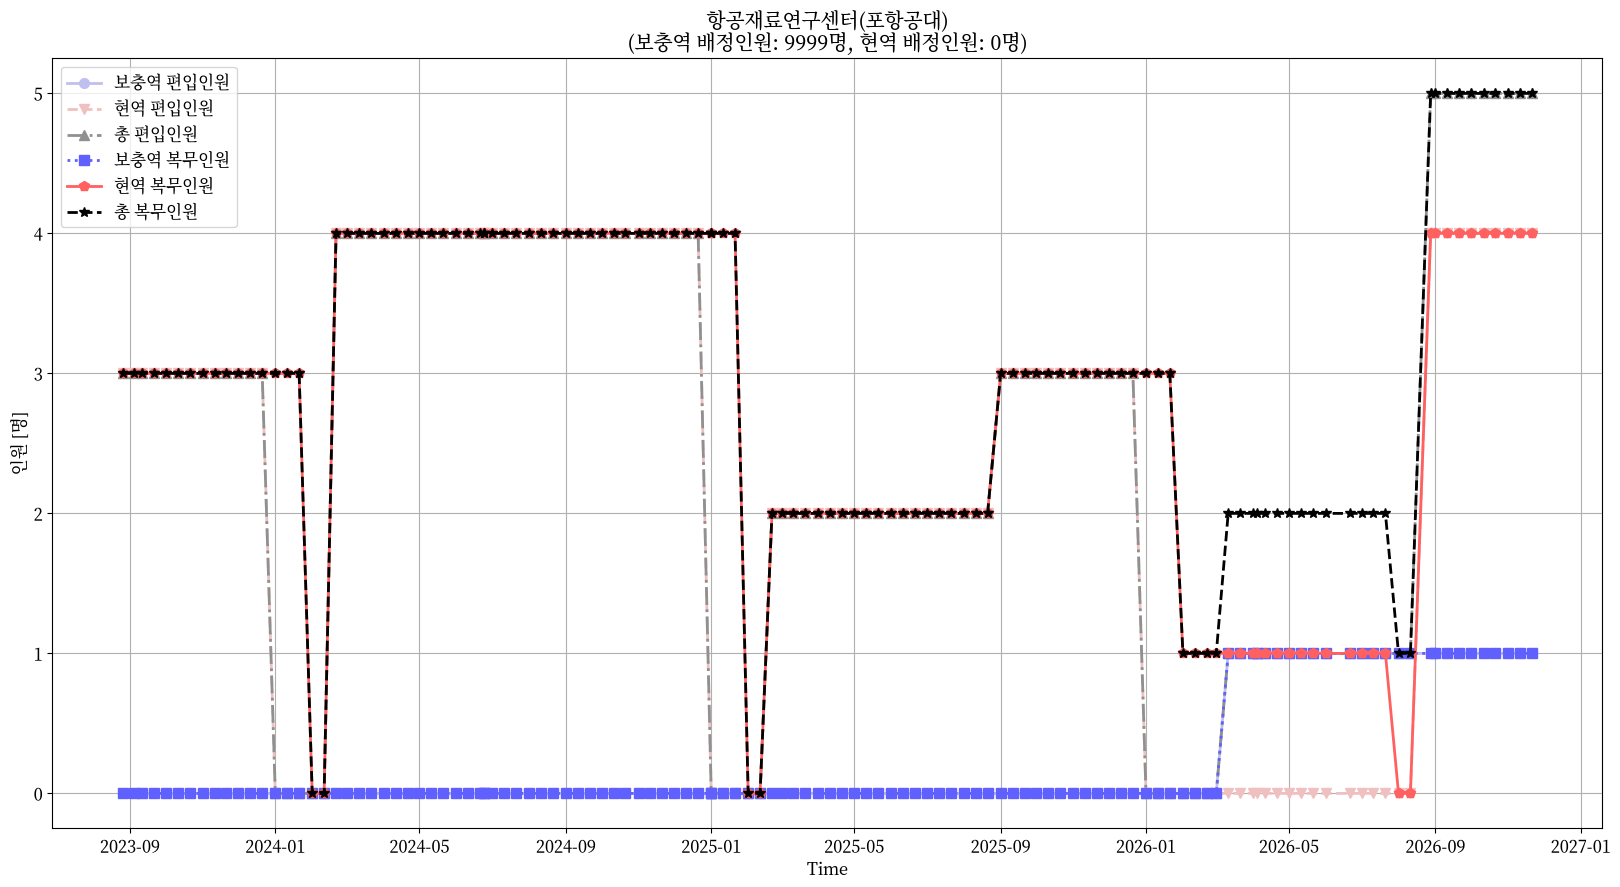 항공재료연구센터(포항공대)
(보충역 배정인원: 9999명, 현역 배정인원: 0명)
보충역 편입인원
현역 편입인원
총 편입인원
보충역 복무인원
현역 복무인원
총 복무인원
인원 [명]
5
4
3
2
1
0
2023-09
2024-01
2024-05
2024-09
2025-01
2025-05
2025-09
2026-01
2026-05
2026-09
2027-01
Time